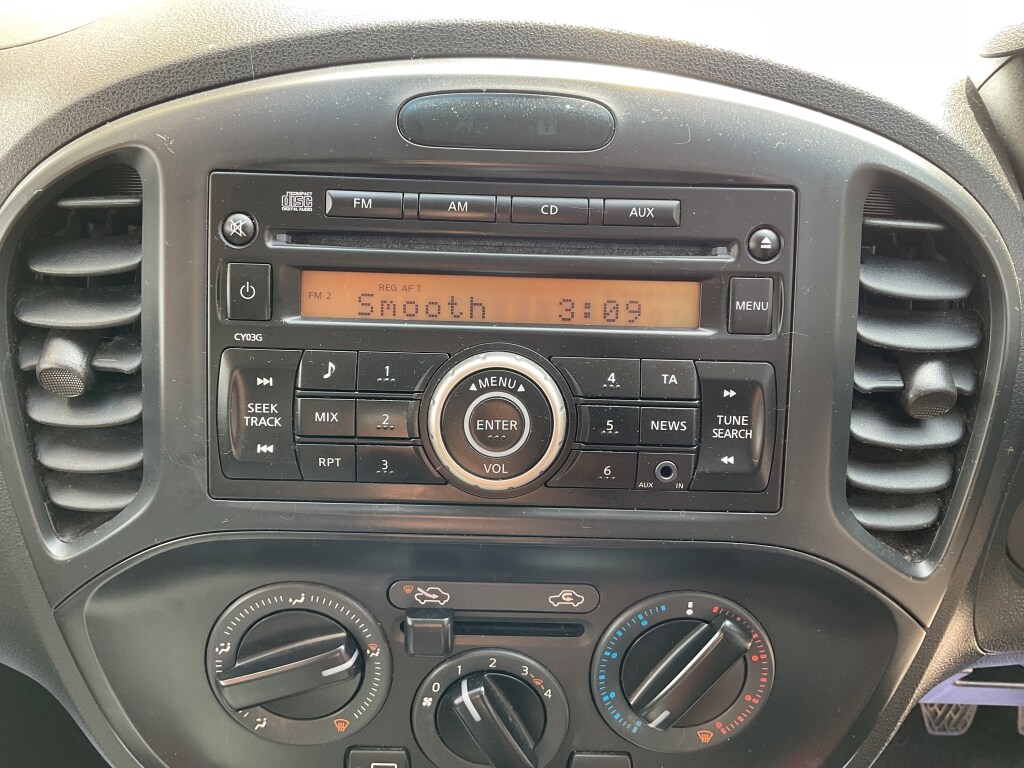 COMPACT
disc
DIGITAL AUDIO
FM AM CD AUX
FM 2 REG AF T
Smooth 3:09
MENU
CY03G
SEEK
TRACK
1
MIX 2
RPT 3
MENU
ENTER
VOL
4 TA
5 NEWS
6 AUX IN
TUNE
SEARCH
0 1 2 3 4